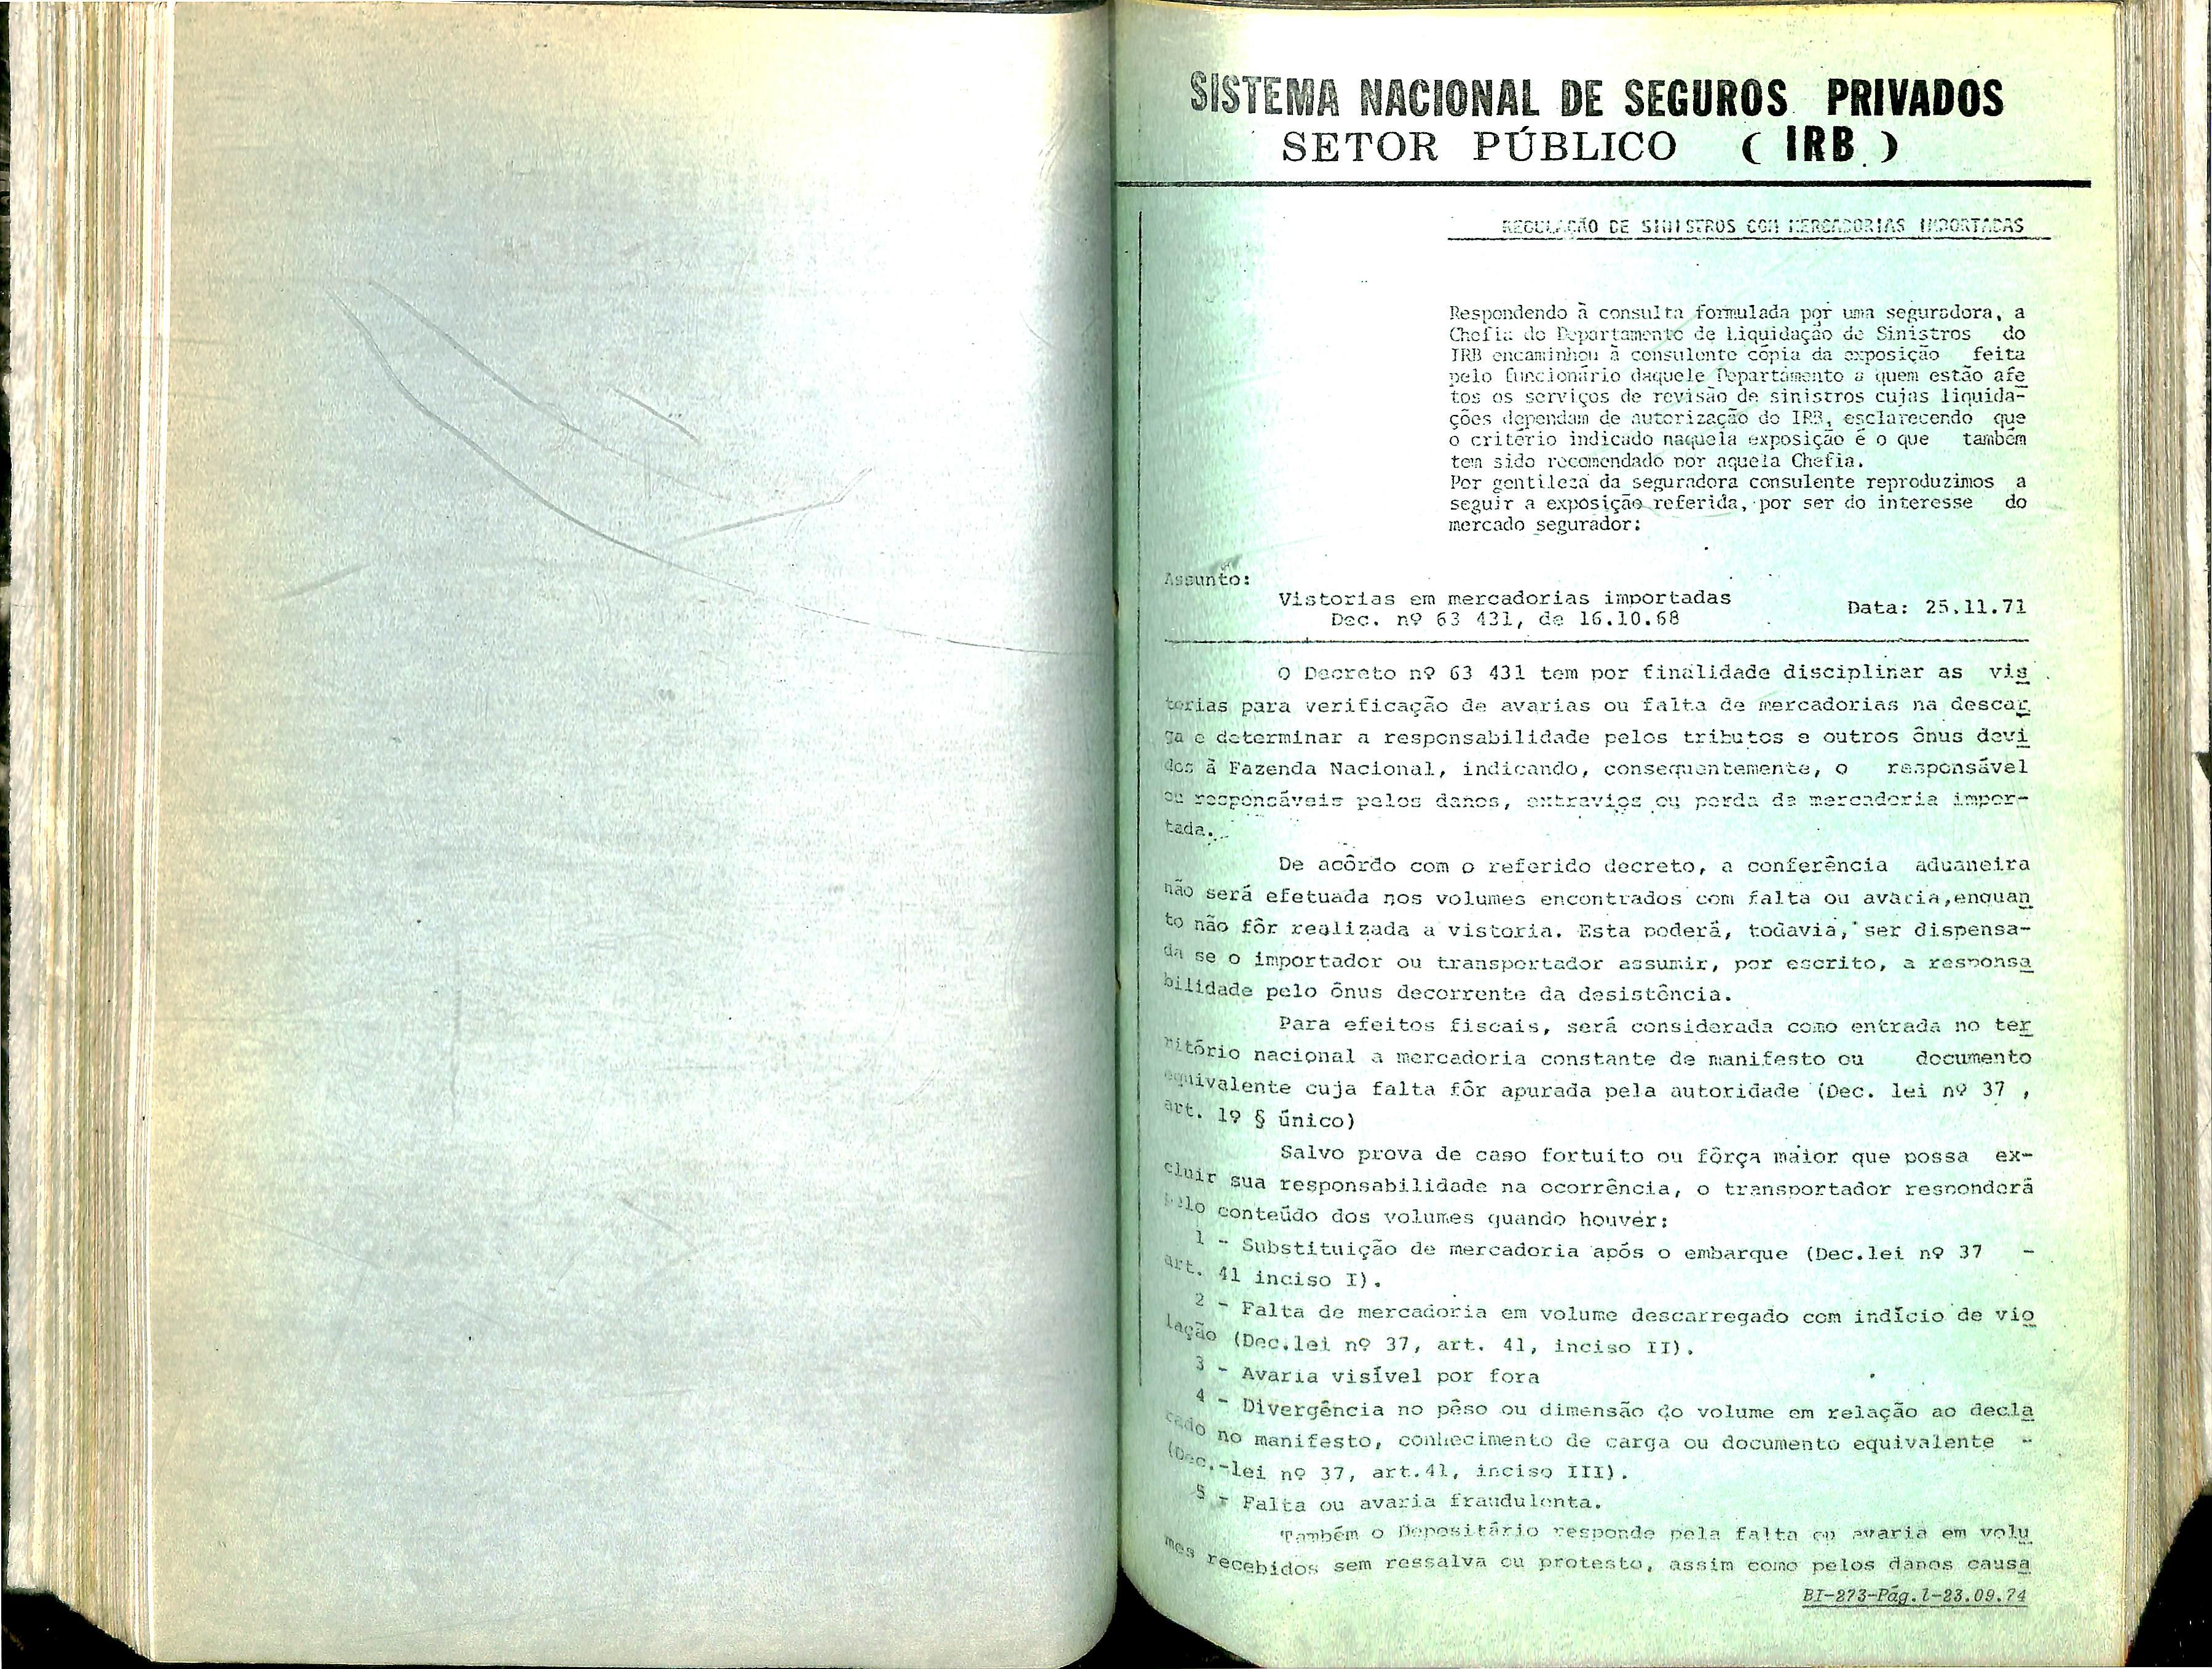 SISTEMA NACIONAL DE SEGUROS PRIVADOS
SETOR PÚBLICO ( IRB )
REGULAÇÃO DE SINISTROS COM MERCADORIAS IMPORTADAS
Respondendo à consulta formulada por uma seguradora, a
Chefia do Departamento de Liquidação de Sinistros do
IRB encaminhou à consulente cópia da exposição feita
pelo funcionário daquele Departamento a quem estão afe
tos os serviços de revisão de sinistros cujas liquida-
ções dependam de autorização do IRB, esclarecendo que
o critério indicado naquela exposição é o que também
tem sido recomendado por aquela Chefia.
Por gentileza da seguradora consulente reproduzimos a
seguir a exposição referida, por ser do interesse do
mercado segurador:
Assunto:
Vistorias em mercadorias importadas
Dec. nº 63 431, de 16.10.68
Data: 25.11.71
O Decreto nº 63 431 tem por finalidade disciplinar as vis
torias para verificação de avarias ou falta de mercadorias na descar
ga e determinar a responsabilidade pelos tributos e outros ônus devi
dos à Fazenda Nacional, indicando, consequentemente, o responsável
ou responsáveis pelos danos, extravios ou perda da mercadoria impor-
tada.
De acôrdo com o referido decreto, a conferência aduaneira
não será efetuada nos volumes encontrados com falta ou avaria,enquan
to não fôr realizada a vistoria. Esta poderá, todavia, ser dispensa-
da se o importador ou transportador assumir, por escrito, a responsa
bilidade pelo ônus decorrente da desistência.
Para efeitos fiscais, será considerada como entrada no ter
ritório nacional a mercadoria constante de manifesto ou documento
equivalente cuja falta fôr apurada pela autoridade (Dec. lei nº 37 ,
art. 1º § único)
Salvo prova de caso fortuito ou fôrça maior que possa ex-
cluir sua responsabilidade na ocorrência, o transportador responderá
pelo conteúdo dos volumes quando houver:
1 - Substituição de mercadoria após o embarque (Dec.lei nº 37 -
art. 41 inciso I).
2 - Falta de mercadoria em volume descarregado com indício de vio
lação (Dec.lei nº 37, art. 41, inciso II).
3 - Avaria visível por fora
4 - Divergência no pêso ou dimensão do volume em relação ao decla
rado no manifesto, conhecimento de carga ou documento equivalente -
(Dec.-lei nº 37, art.41, inciso III).
5 - Falta ou avaria fraudulenta.
Também o Depositário responde pela falta ou avaria em volu
mes recebidos sem ressalva ou protesto, assim como pelos danos causa
BI-273-Pág.1-23.09.74